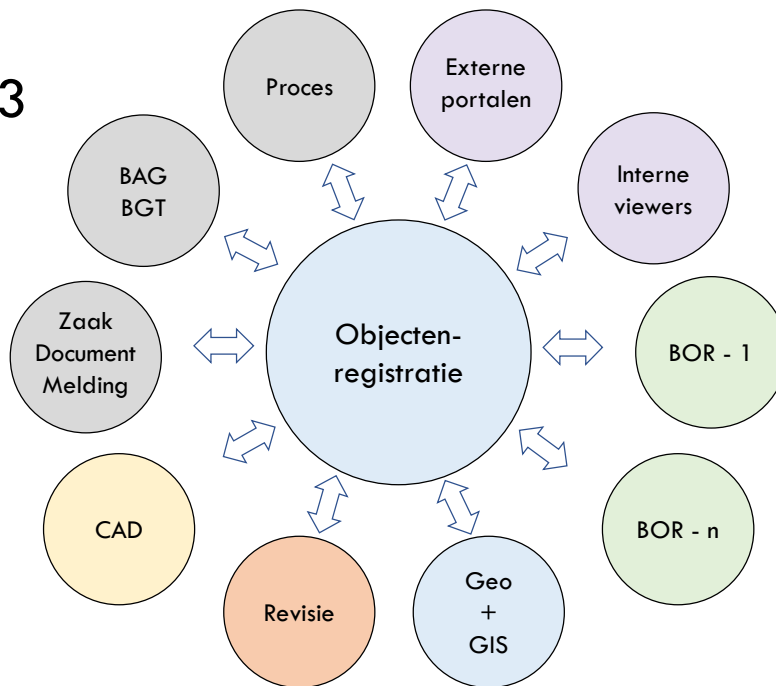 3
Proces
Externe
portalen
BAG
BGT
Interne
viewers
Zaak
Document
Melding
Objecten-
registratie
BOR - 1
CAD
BOR - n
Revisie
Geo
+
GIS